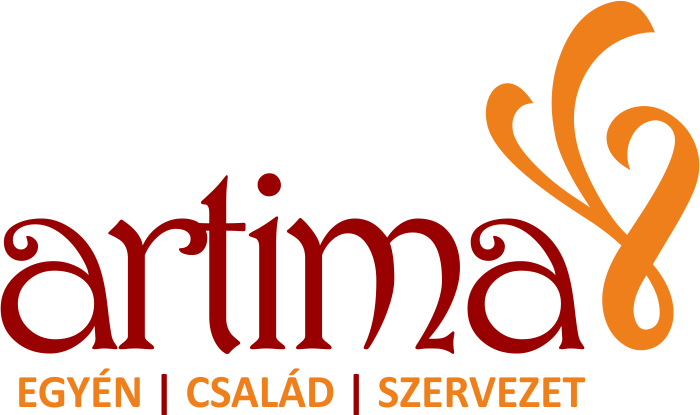 artima
EGYÉN | CSALÁD | SZERVEZET